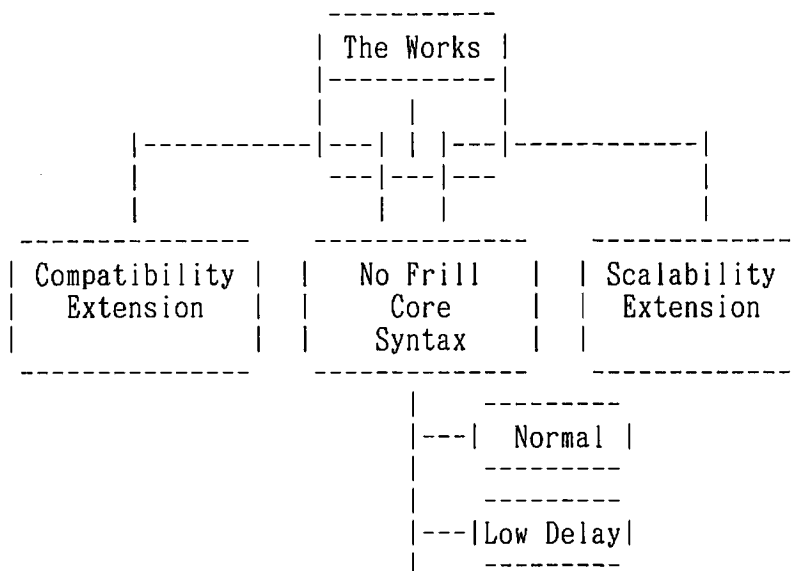 The Works
Compatibility
Extension
No Frill
Core
Syntax
Scalability
Extension
Normal
Low Delay